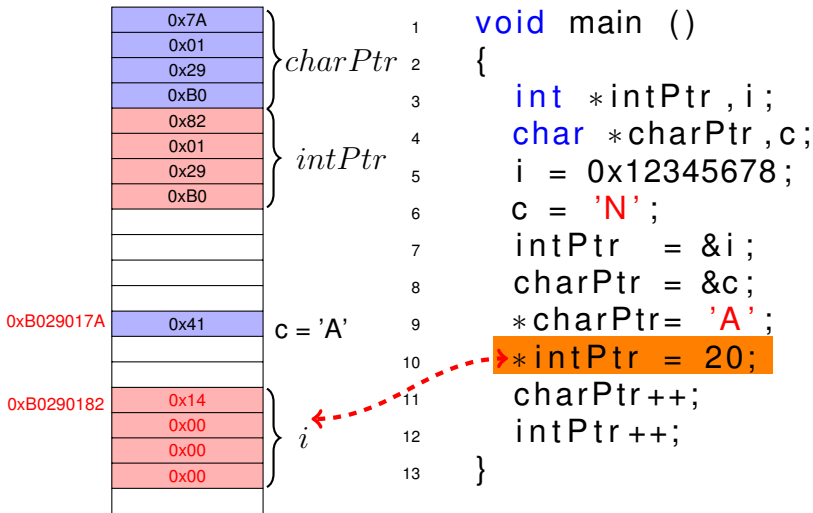 0x7A
0x01
0x29
0xB0
charPtr
0x82
0x01
0x29
0xB0
intPtr
0xB029017A 0x41 c = 'A'
0xB0290182 0x14
0x00
0x00
0x00
i
1 void main ()
2 {
3 int *intPtr ,i;
4 char *charPtr ,c;
5 i = 0x12345678;
6 c = 'N';
7 intPtr = &i;
8 charPtr = &c;
9 *charPtr= 'A';
10 *intPtr = 20;
11 charPtr++;
12 intPtr++;
13 }